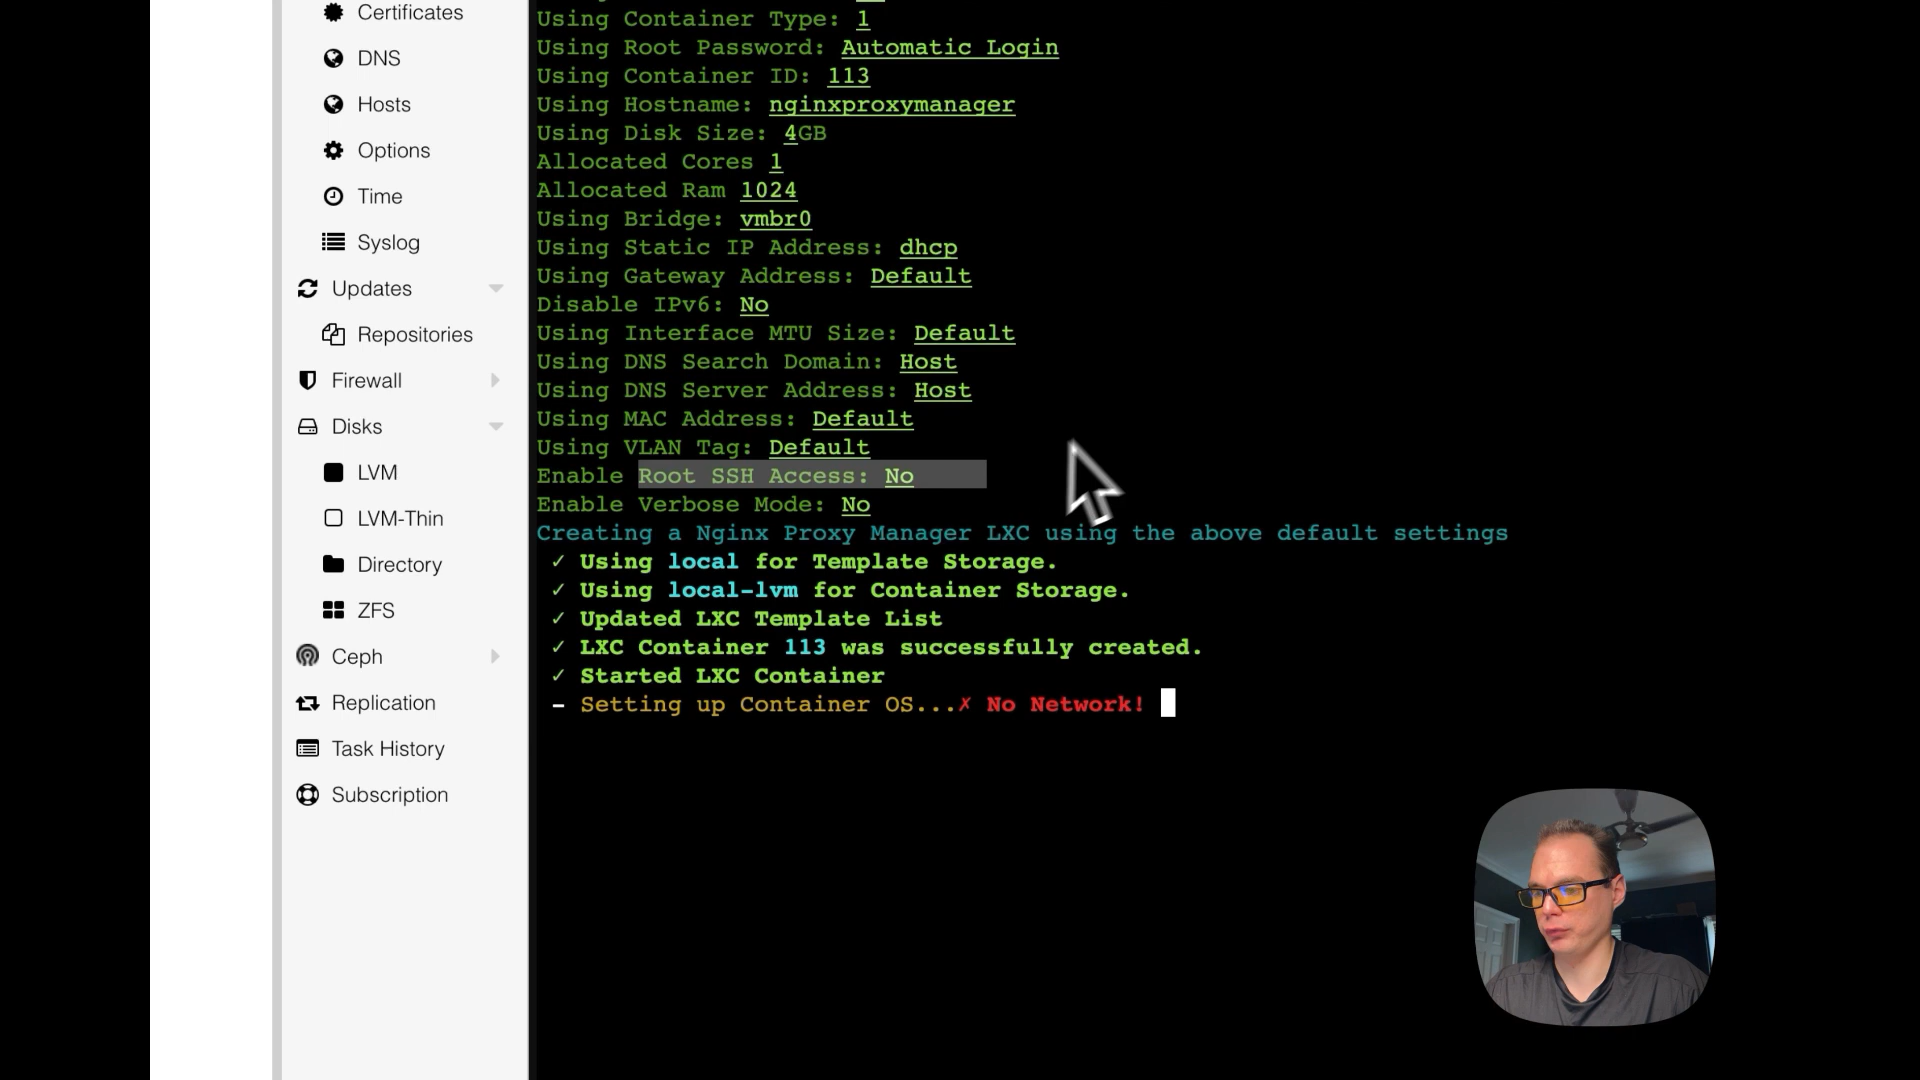 Certificates
DNS
Hosts
Options
Time
Syslog
Updates
Repositories
Firewall
Disks
LVM
LVM-Thin
Directory
ZFS
Ceph
Replication
Task History
Subscription
Using Container Type: 1
Using Root Password: Automatic Login
Using Container ID: 113
Using Hostname: nginxproxymanager
Using Disk Size: 4GB
Allocated Cores 1
Allocated Ram 1024
Using Bridge: vmbr0
Using Static IP Address: dhcp
Using Gateway Address: Default
Disable IPv6: No
Using Interface MTU Size: Default
Using DNS Search Domain: Host
Using DNS Server Address: Host
Using MAC Address: Default
Using VLAN Tag: Default
Enable Root SSH Access: No
Enable Verbose Mode: No
Creating a Nginx Proxy Manager LXC using the above default settings
✓ Using local for Template Storage.
✓ Using local-lvm for Container Storage.
✓ Updated LXC Template List
✓ LXC Container 113 was successfully created.
✓ Started LXC Container
- Setting up Container OS...✗ No Network!